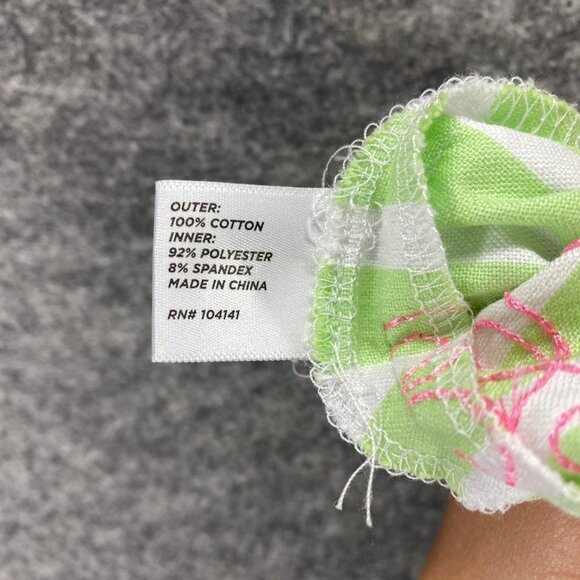 OUTER:
100% COTTON
INNER:
92% POLYESTER
8% SPANDEX
MADE IN CHINA
RN# 104141